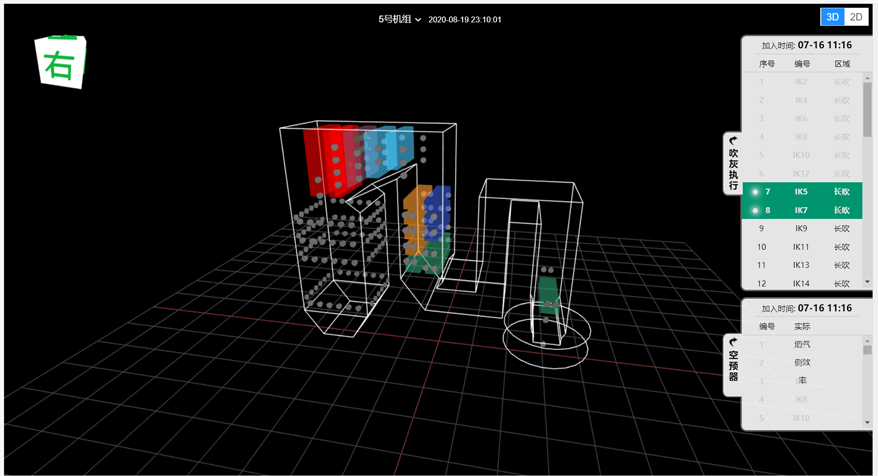 5号机组 2020-08-19 23:10:01
3D 2D
右
加入时间: 07-16 11:16
序号 编号 区域
1 IK2 长吹
2 IK4 长吹
3 IK6 长吹
4 IK8 长吹
5 IK10 长吹
6 IK12 长吹
7 IK5 长吹
8 IK7 长吹
9 IK9 长吹
10 IK11 长吹
11 IK13 长吹
12 IK14 长吹
吹灰执行
加入时间: 07-16 11:16
编号 实际
1 烟气
2 侧效
3 率
4 IK8
5 IK10
空预器